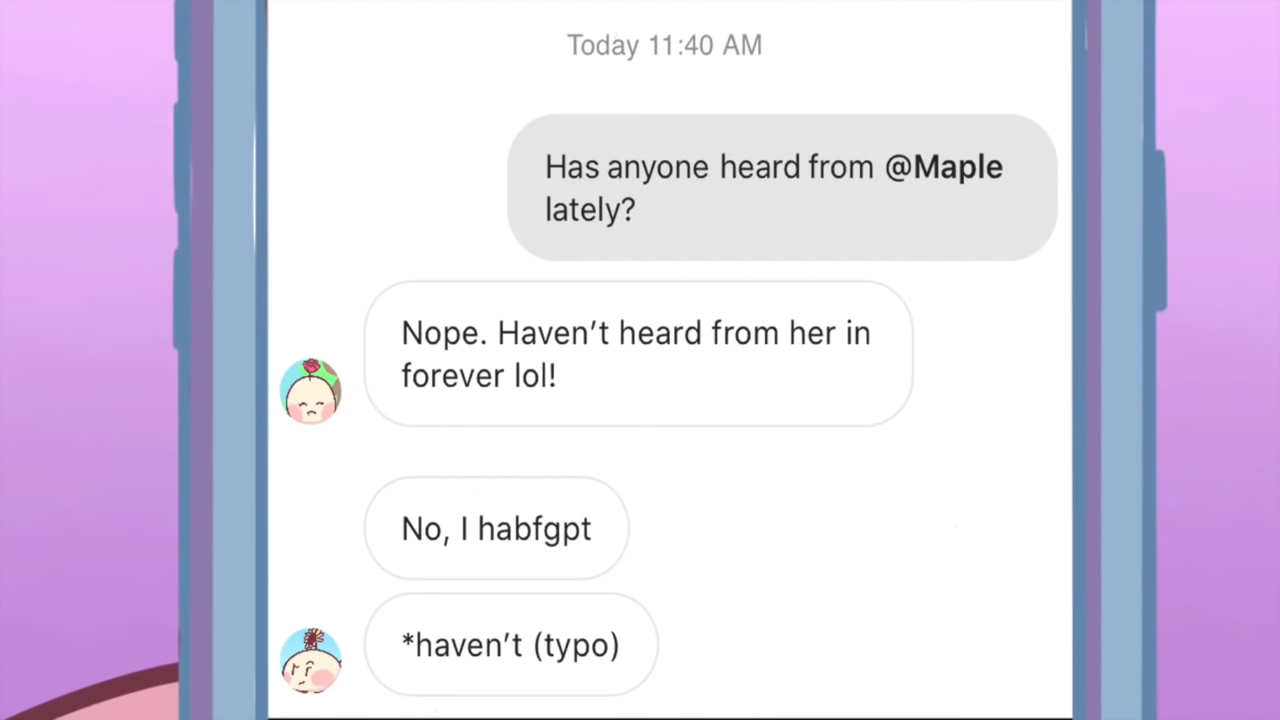 Today 11:40 AM
Has anyone heard from @Maple
lately?
Nope. Haven’t heard from her in
forever lol!
No, I habfgpt
*haven’t (typo)